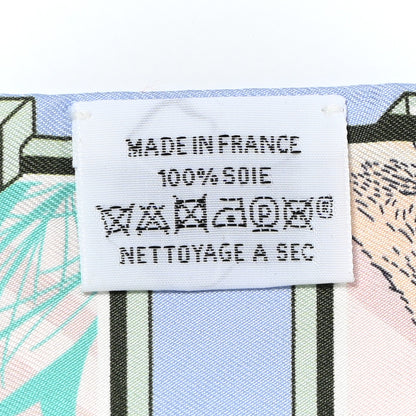 MADE IN FRANCE
100% SOIE
P ®
NETTOYAGE A SEC